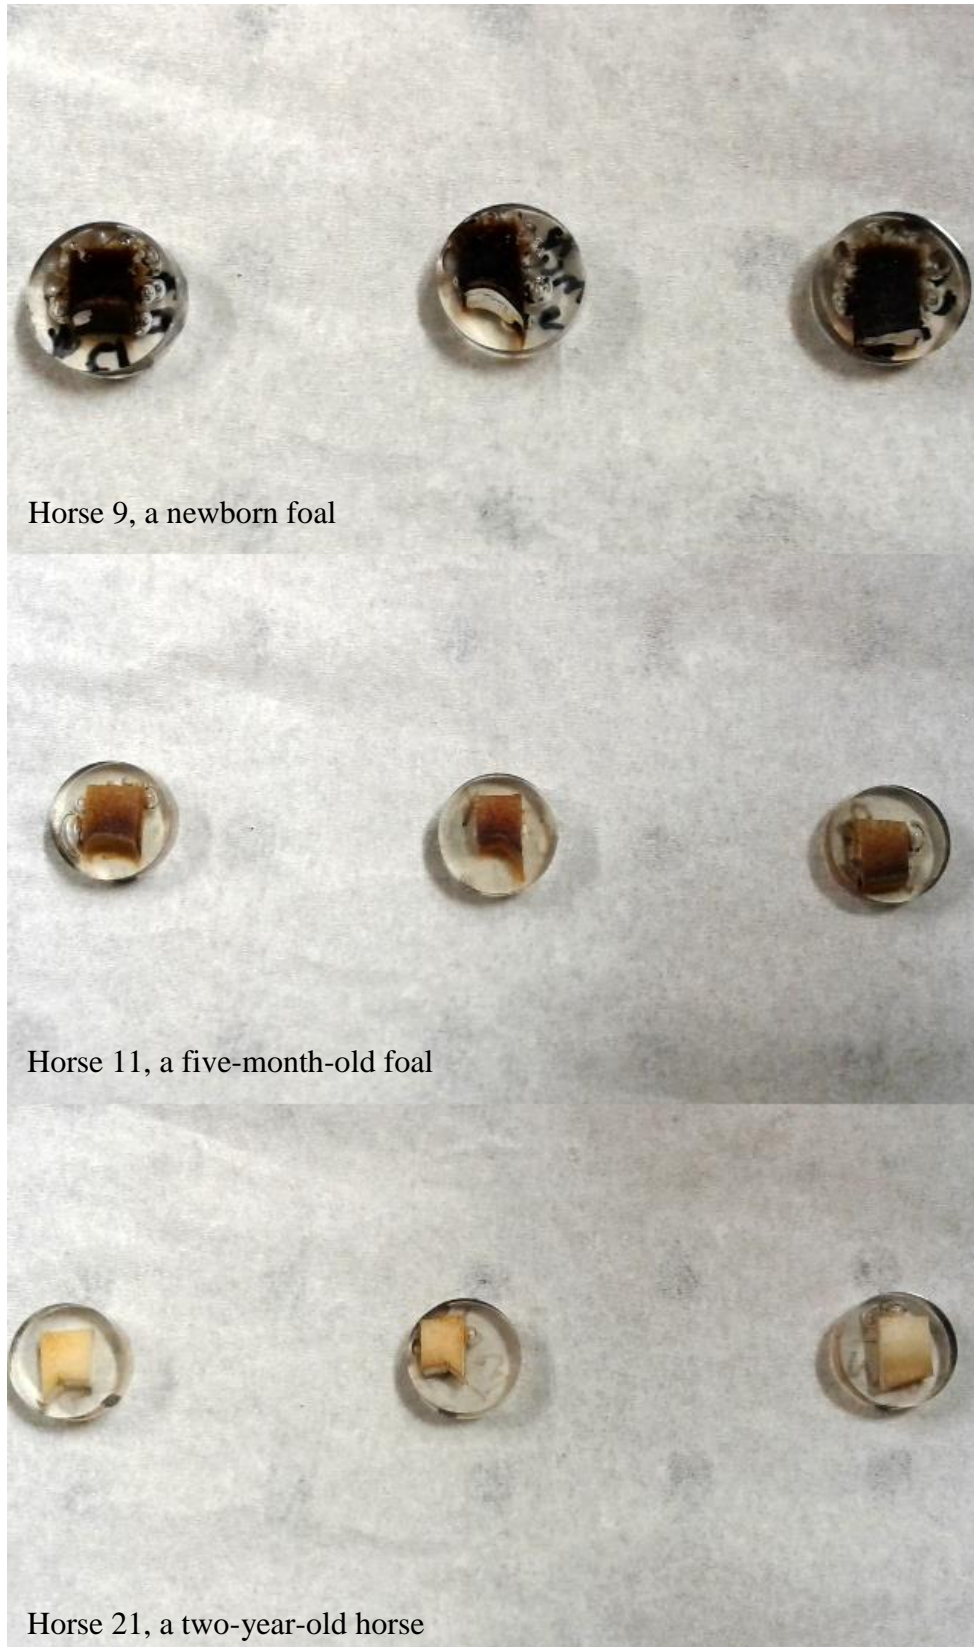 Horse 9, a newborn foal
Horse 11, a five-month-old foal
Horse 21, a two-year-old horse